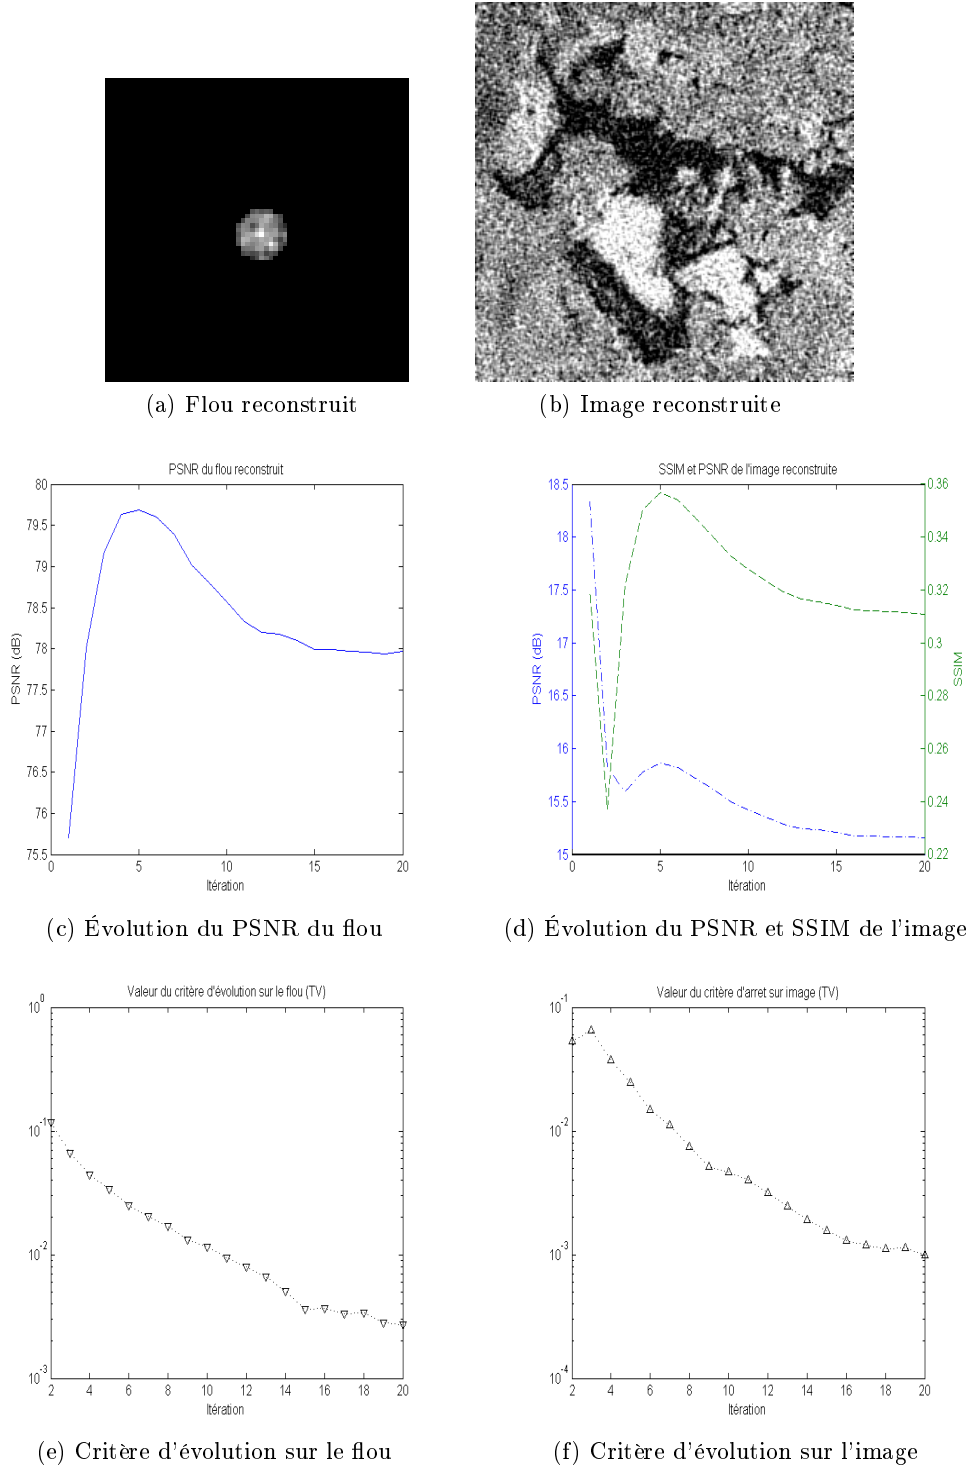 (a) Flou reconstruit
(b) Image reconstruite
PSNR du flou reconstruit
80
79.5
79
78.5
78
77.5
77
76.5
76
75.5
PSNR (dB)
0 5 10 15 20
Itération
SSIM et PSNR de l'image reconstruite
18.5
18
17.5
17
16.5
16
15.5
15
PSNR (dB)
0.36
0.34
0.32
0.3
0.28
0.26
0.24
0.22
SSIM
0 5 10 15 20
Itération
(c) Évolution du PSNR du flou
(d) Évolution du PSNR et SSIM de l'image
Valeur du critère d'évolution sur le flou (TV)
10^0
10^-1
10^-2
10^-3
2 4 6 8 10 12 14 16 18 20
Itération
Valeur du critère d'arret sur image (TV)
10^-1
10^-2
10^-3
10^-4
2 4 6 8 10 12 14 16 18 20
Itération
(e) Critère d'évolution sur le flou
(f) Critère d'évolution sur l'image